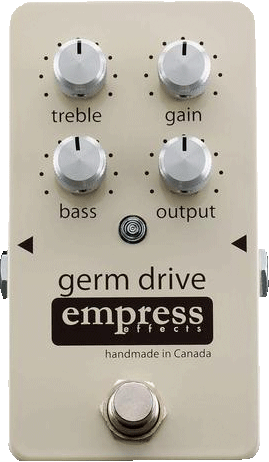 treble gain
bass output
germ drive
empress
effects
handmade in Canada